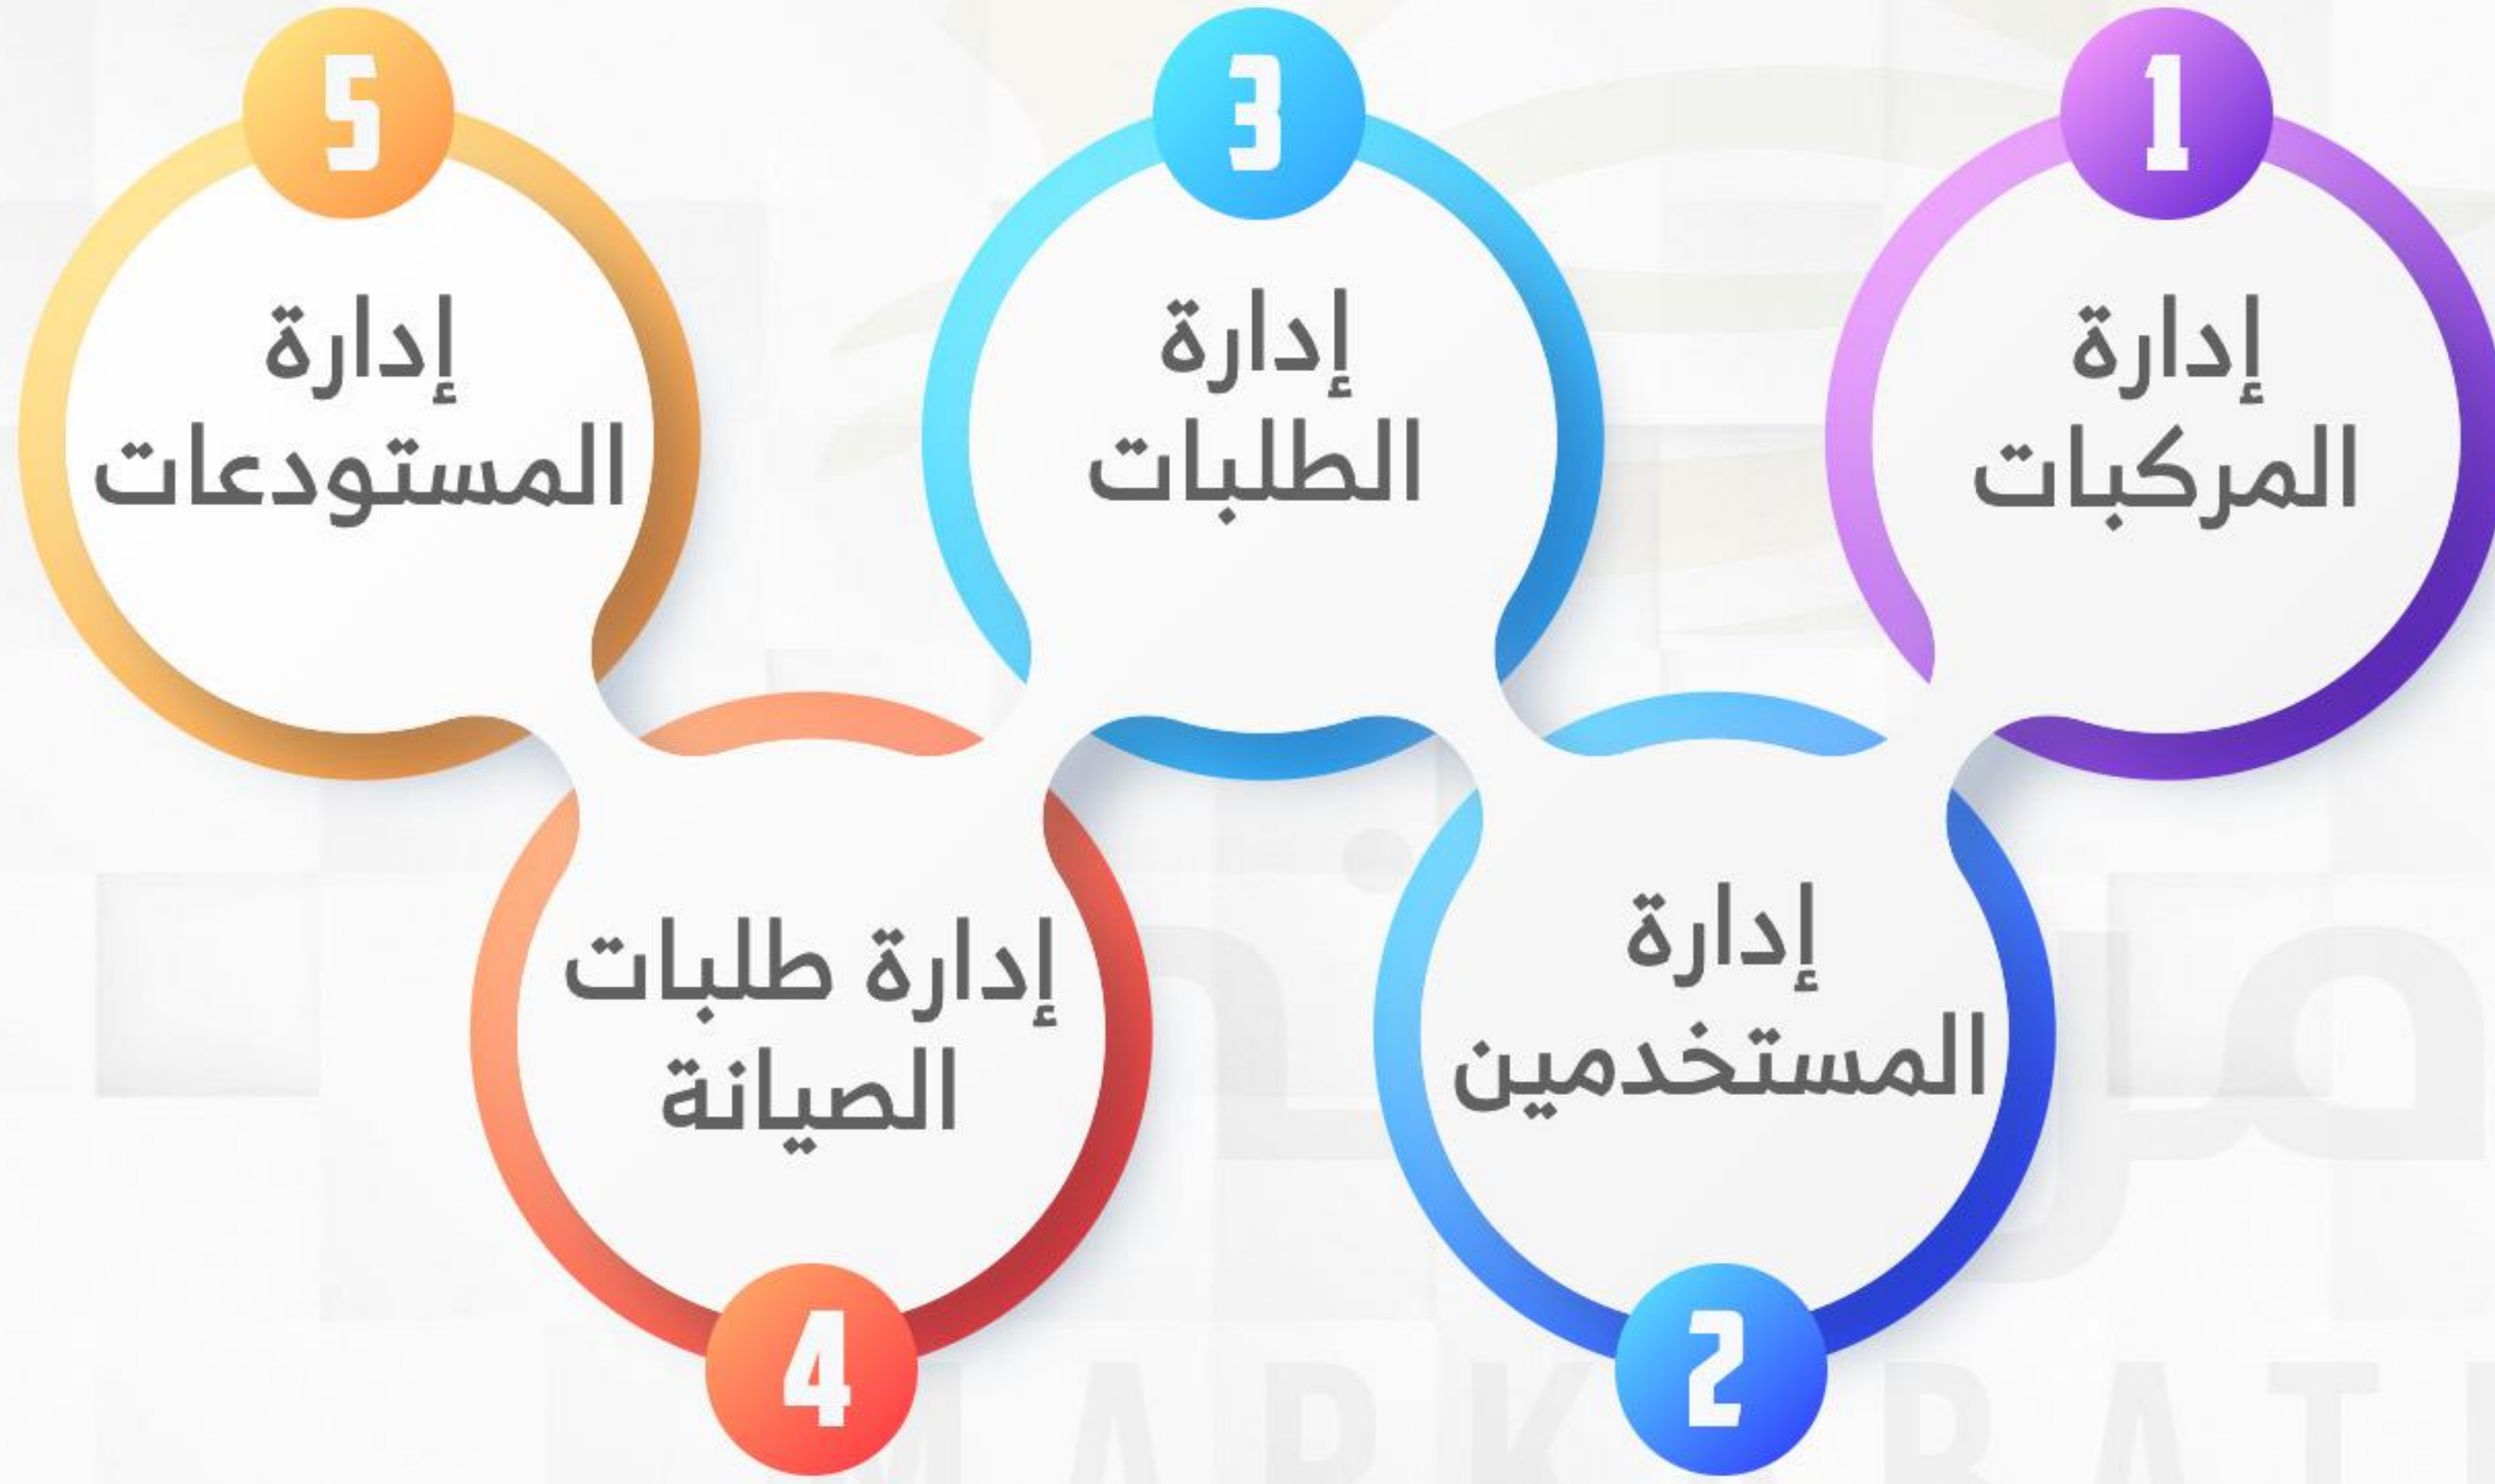 1
إدارة
المركبات
2
إدارة
المستخدمين
3
إدارة
الطلبات
4
إدارة طلبات
الصيانة
5
إدارة
المستودعات